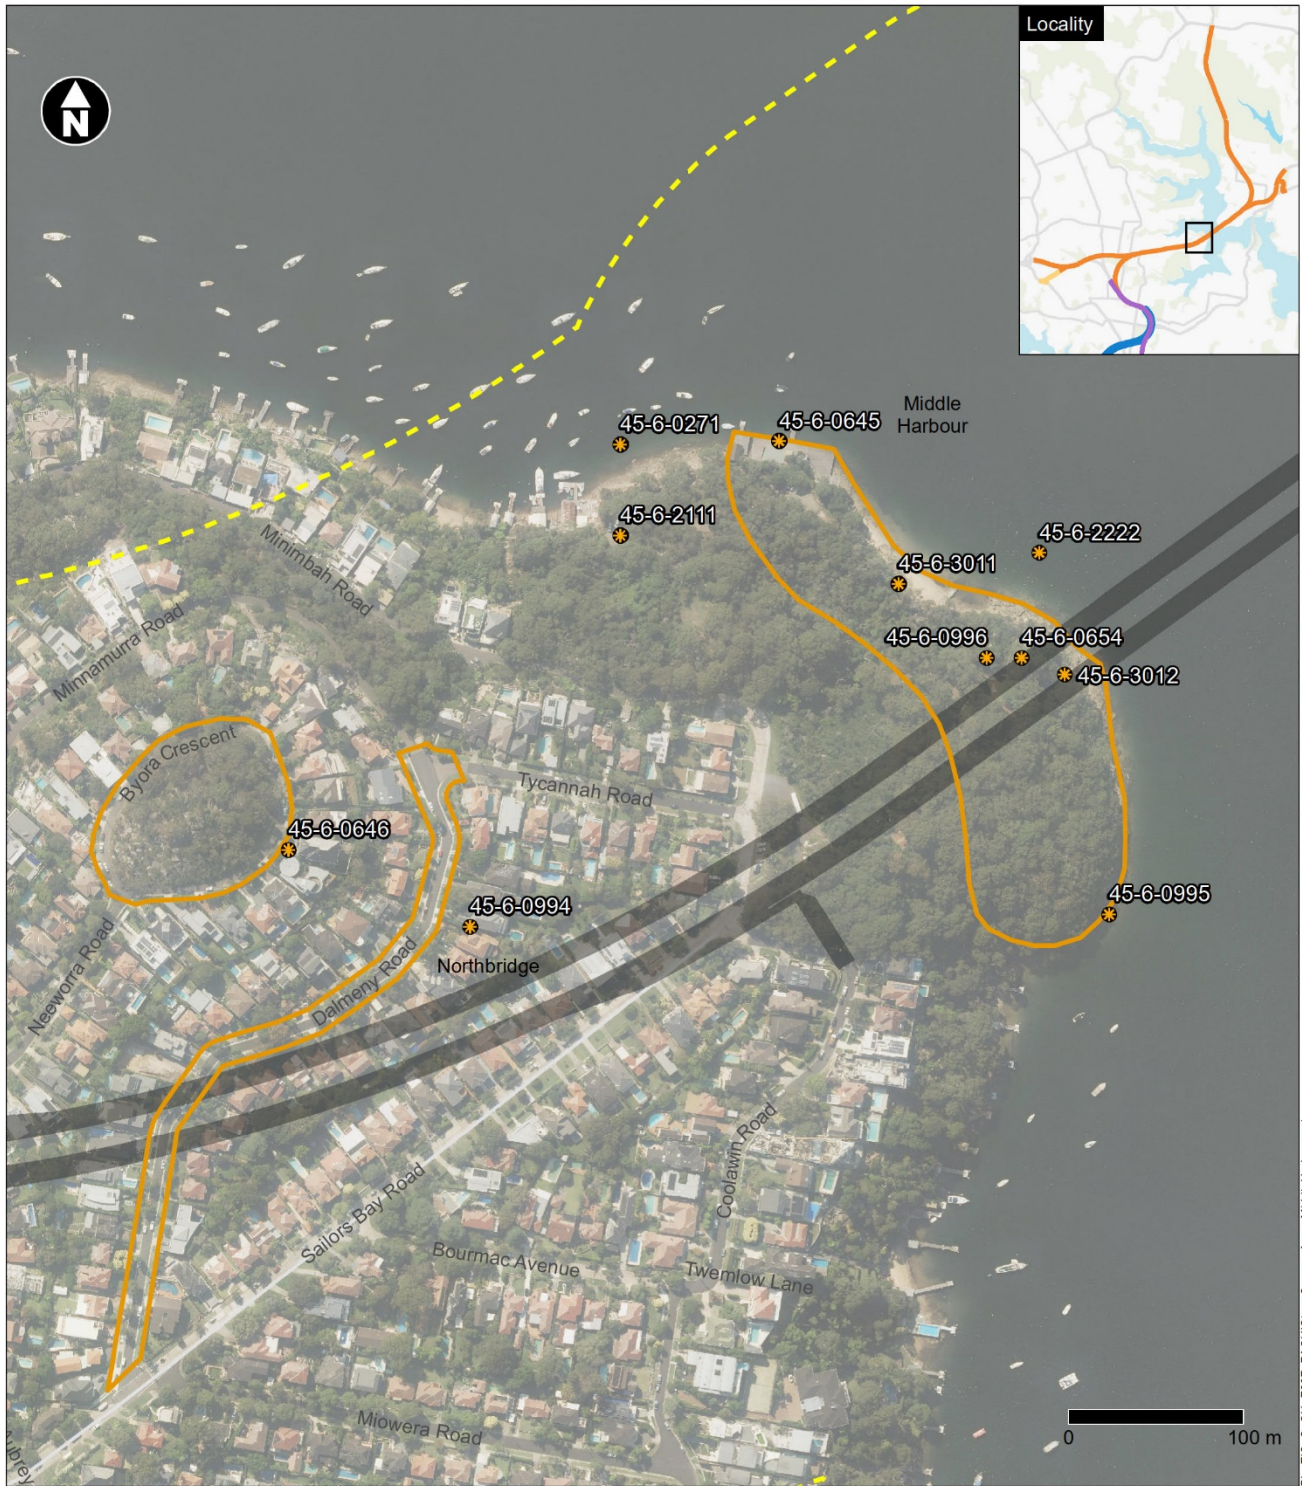 Locality
N
45-6-0271
45-6-0645
Middle
Harbour
45-6-2111
45-6-2222
45-6-3011
Minimbah Road
45-6-0996
45-6-0654
45-6-3012
Minnamurra Road
Byora Crescent
Tycannah Road
45-6-0646
45-6-0994
45-6-0995
Northbridge
Neeworra Road
Dalmeny Road
Sailors Bay Road
Coolawin Road
Bourmac Avenue
Twemlow Lane
Miowera Road
Aubrey
0 100 m